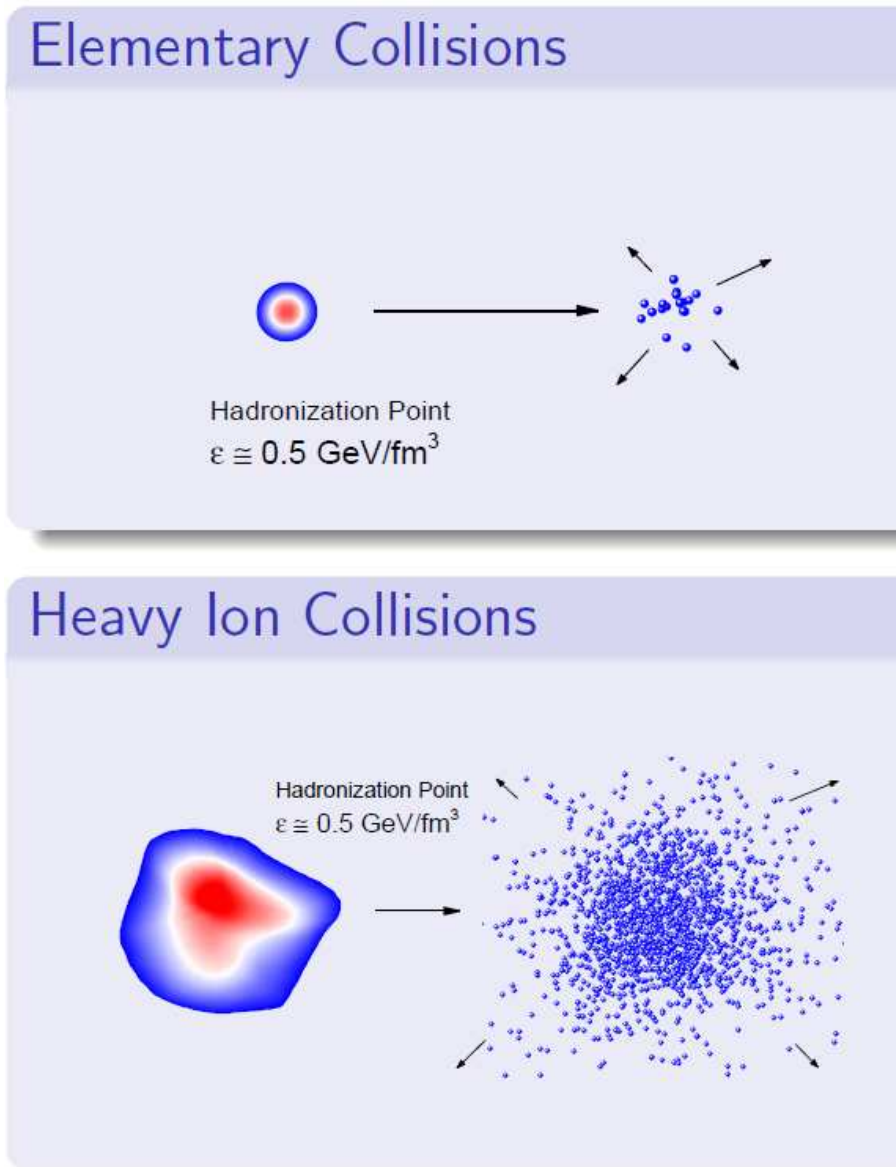 Elementary Collisions
Hadronization Point
ε ≅ 0.5 GeV/fm³
Heavy Ion Collisions
Hadronization Point
ε ≅ 0.5 GeV/fm³